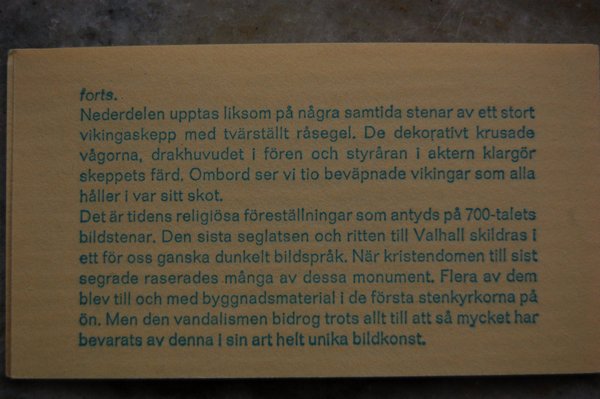 forts.
Nederdelen upptas liksom på några samtida stenar av ett stort
vikingaskepp med tvärställt råsegel. De dekorativt krusade
vågorna, drakhuvudet i fören och styråran i aktern klargör
skeppets färd. Ombord ser vi tio beväpnade vikingar som alla
håller i var sitt skot.
Det är tidens religiösa föreställningar som antyds på 700-talets
bildstenar. Den sista seglatsen och ritten till Valhall skildras i
ett för oss ganska dunkelt bildspråk. När kristendomen till sist
segrade raserades många av dessa monument. Flera av dem
blev till och med byggnadsmaterial i de första stenkyrkorna på
ön. Men den vandalismen bidrog trots allt till att så mycket har
bevarats av denna i sin art helt unika bildkonst.